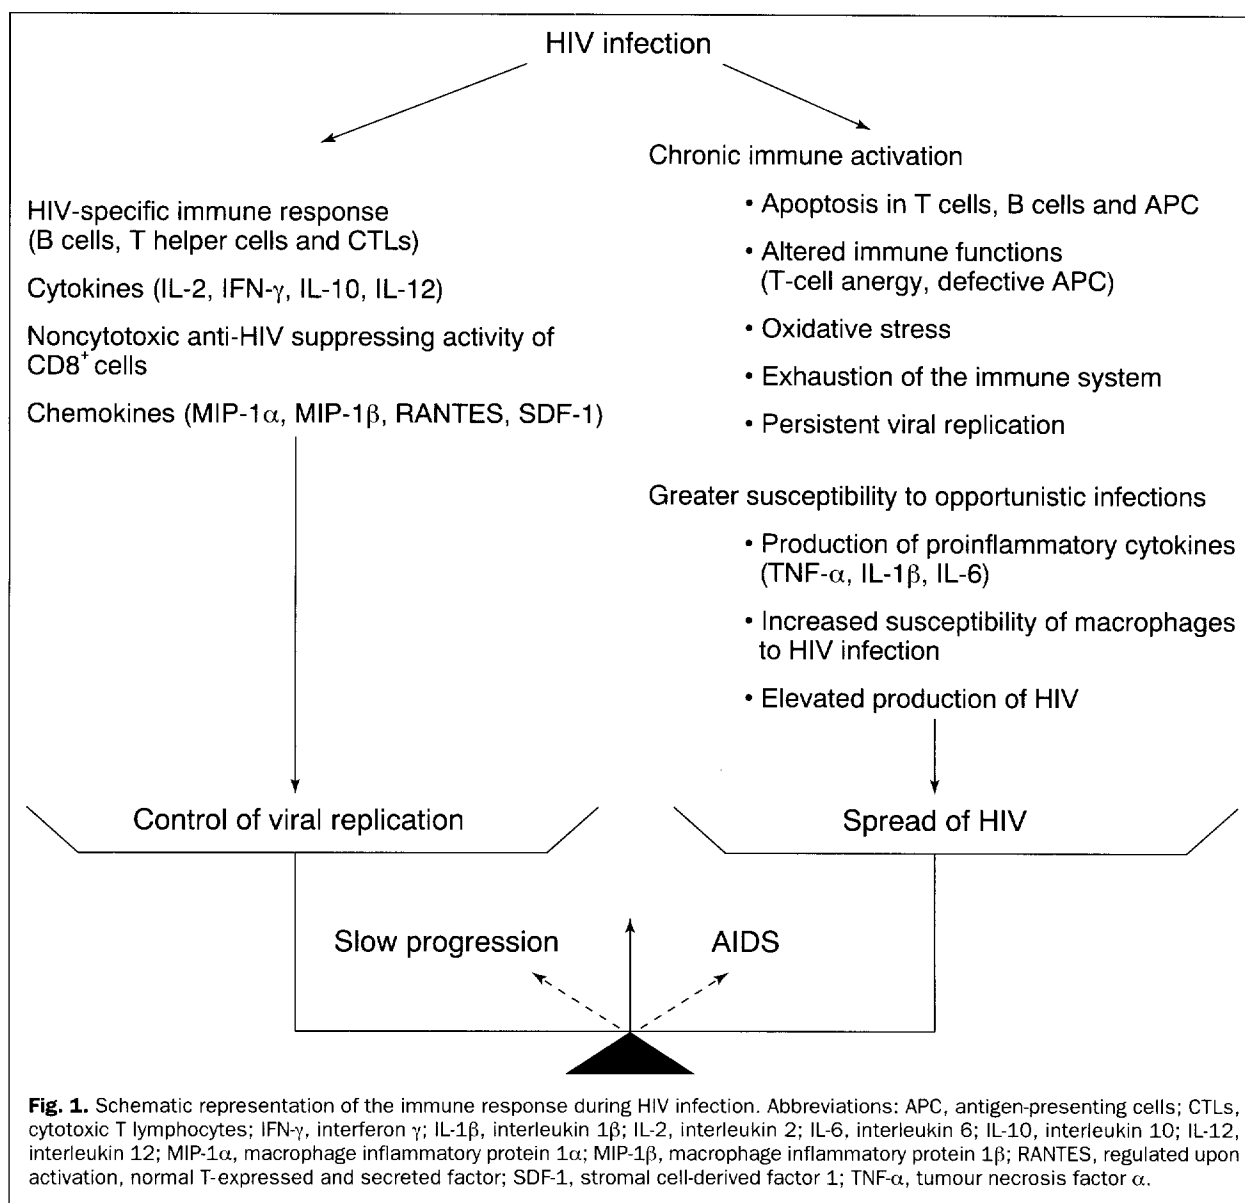 HIV infection
HIV-specific immune response
(B cells, T helper cells and CTLs)
Cytokines (IL-2, IFN-γ, IL-10, IL-12)
Noncytotoxic anti-HIV suppressing activity of
CD8⁺ cells
Chemokines (MIP-1α, MIP-1β, RANTES, SDF-1)
Chronic immune activation
• Apoptosis in T cells, B cells and APC
• Altered immune functions
(T-cell anergy, defective APC)
• Oxidative stress
• Exhaustion of the immune system
• Persistent viral replication
Greater susceptibility to opportunistic infections
• Production of proinflammatory cytokines
(TNF-α, IL-1β, IL-6)
• Increased susceptibility of macrophages
to HIV infection
• Elevated production of HIV
Control of viral replication
Spread of HIV
Slow progression
AIDS
Fig. 1. Schematic representation of the immune response during HIV infection. Abbreviations: APC, antigen-presenting cells; CTLs,
cytotoxic T lymphocytes; IFN-γ, interferon γ; IL-1β, interleukin 1β; IL-2, interleukin 2; IL-6, interleukin 6; IL-10, interleukin 10; IL-12,
interleukin 12; MIP-1α, macrophage inflammatory protein 1α; MIP-1β, macrophage inflammatory protein 1β; RANTES, regulated upon
activation, normal T-expressed and secreted factor; SDF-1, stromal cell-derived factor 1; TNF-α, tumour necrosis factor α.